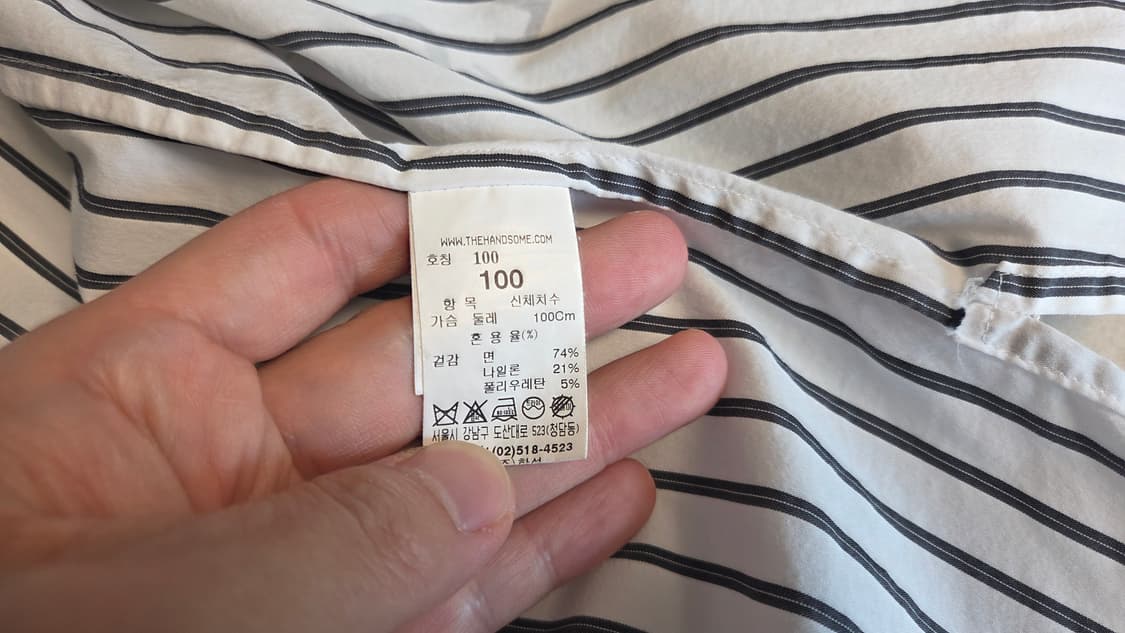 WWW.THEHANDSOME.COM
호칭 100
100
항 목 신체치수
가슴 둘레 100Cm
혼 용 율(%)
겉감 면 74%
나일론 21%
폴리우레탄 5%
서울시 강남구 도산대로 523(청담동)
(02)518-4523